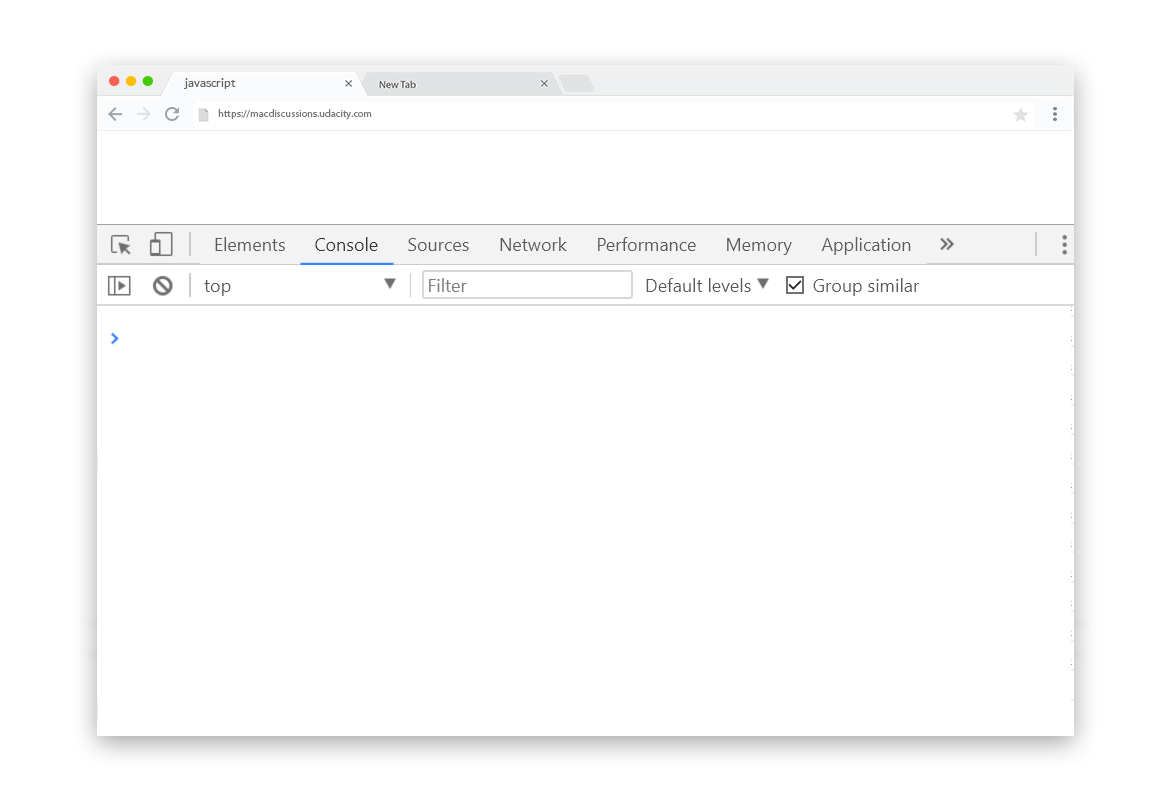 javascript New Tab
https://macdiscussions.udacity.com
Elements Console Sources Network Performance Memory Application
top Filter Default levels Group similar